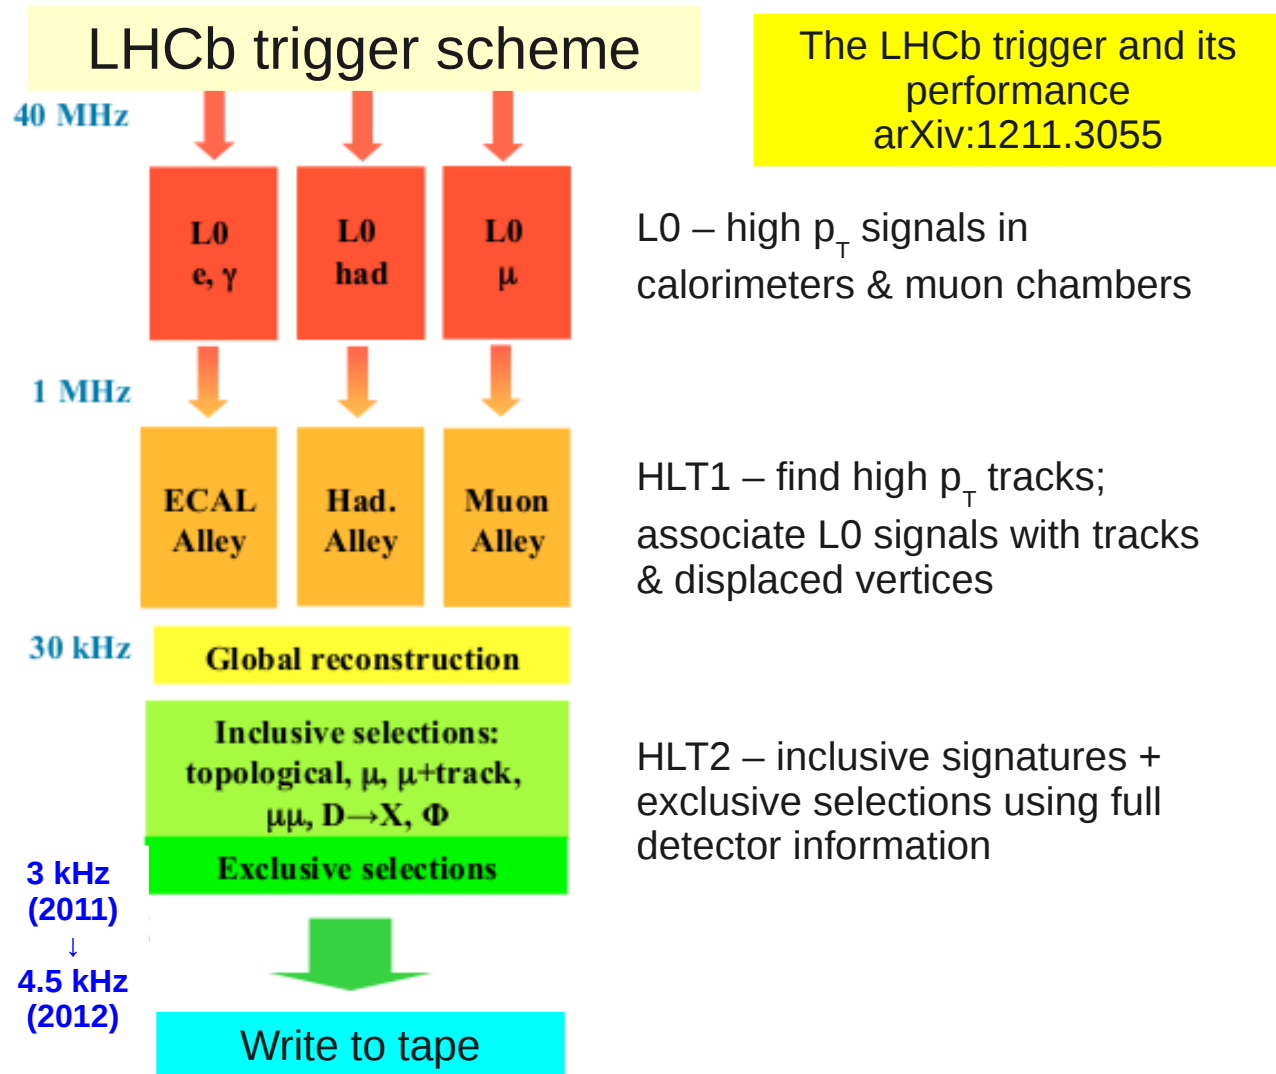 LHCb trigger scheme
The LHCb trigger and its
performance
arXiv:1211.3055
40 MHz
L0
e, γ
L0
had
L0
μ
L0 – high pT signals in
calorimeters & muon chambers
1 MHz
ECAL
Alley
Had.
Alley
Muon
Alley
HLT1 – find high pT tracks;
associate L0 signals with tracks
& displaced vertices
30 kHz
Global reconstruction
Inclusive selections:
topological, μ, μ+track,
μμ, D→X, Φ
Exclusive selections
HLT2 – inclusive signatures +
exclusive selections using full
detector information
3 kHz
(2011)
↓
4.5 kHz
(2012)
Write to tape